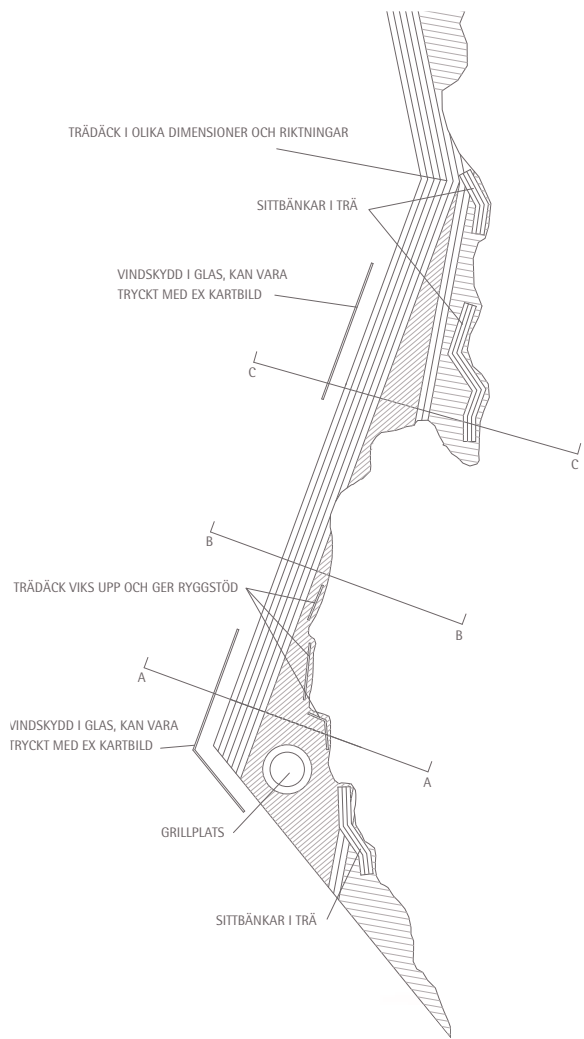 TRÄDÄCK I OLIKA DIMENSIONER OCH RIKTNINGAR
SITTBÄNKAR I TRÄ
VINDSKYDD I GLAS, KAN VARA
TRYCKT MED EX KARTBILD
C
C
B
TRÄDÄCK VIKS UPP OCH GER RYGGSTÖD
B
A
VINDSKYDD I GLAS, KAN VARA
TRYCKT MED EX KARTBILD
A
GRILLPLATS
SITTBÄNKAR I TRÄ